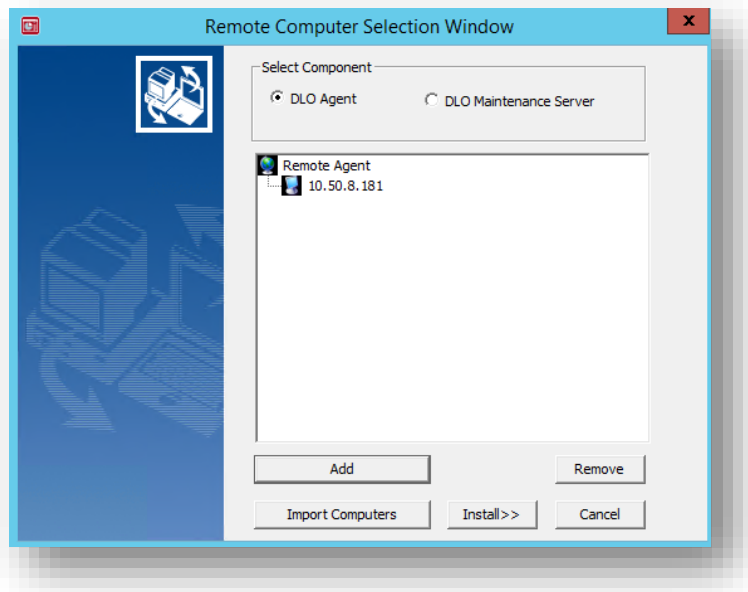 Remote Computer Selection Window
x
Select Component
DLO Agent
DLO Maintenance Server
Remote Agent
10.50.8.181
Add
Remove
Import Computers
Install>>
Cancel